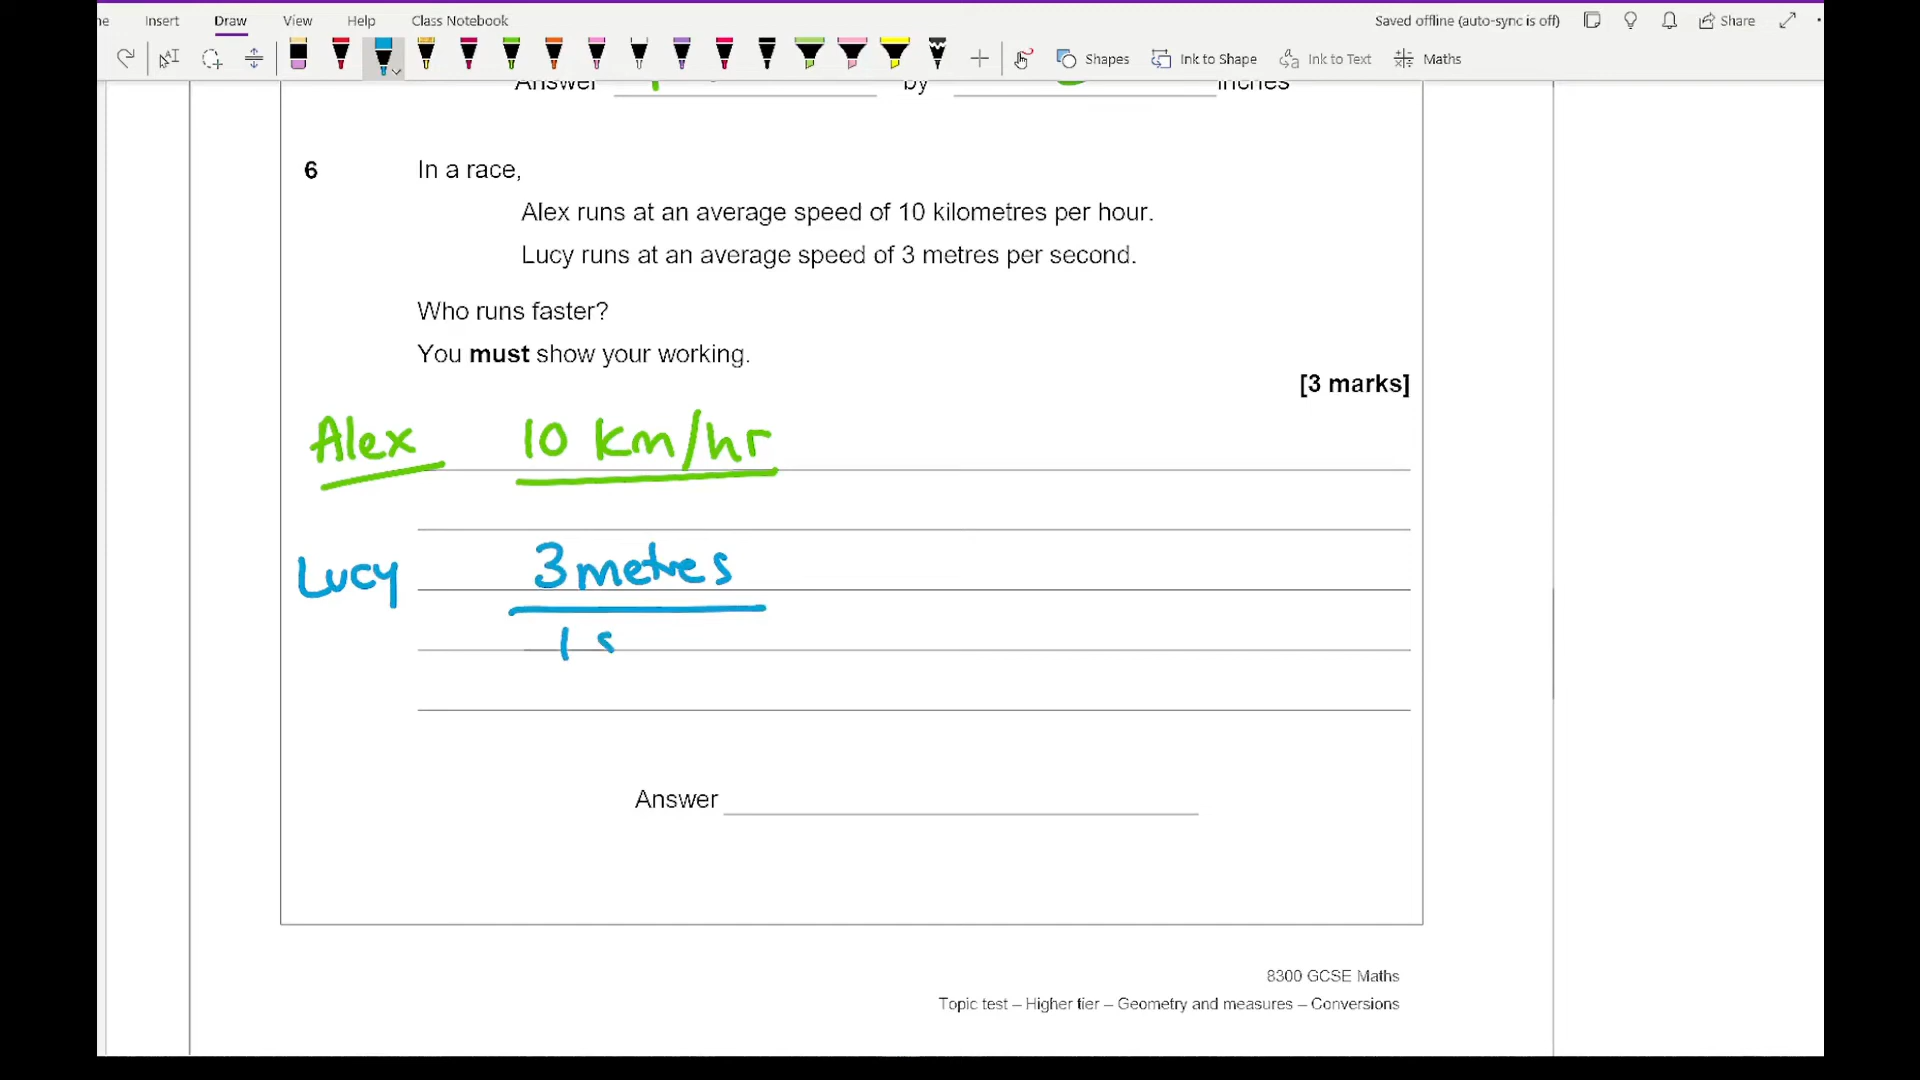 Insert Draw View Help Class Notebook Saved offline (auto-sync is off) Share
Shapes Ink to Shape Ink to Text Maths
Answer by inches
6 In a race,
Alex runs at an average speed of 10 kilometres per hour.
Lucy runs at an average speed of 3 metres per second.
Who runs faster?
You must show your working.
[3 marks]
Alex 10 km/hr
Lucy 3 metres
1 s
Answer
8300 GCSE Maths
Topic test – Higher tier – Geometry and measures – Conversions